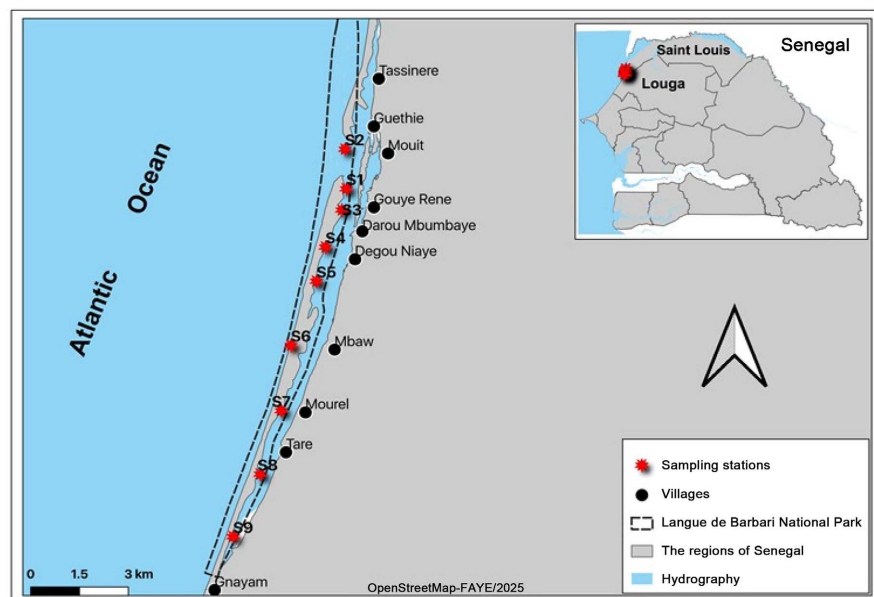 Saint Louis
Senegal
Louga
Tassinere
Guethie
S2
Mouit
S1
Gouye Rene
S3
Darou Mbumbaye
S4
Degou Niaye
S5
Ocean
Atlantic
S6
Mbaw
S7
Mourel
Tare
S8
S9
Gnayam
Sampling stations
Villages
Langue de Barbari National Park
The regions of Senegal
Hydrography
0 1.5 3 km
OpenStreetMap-FAYE/2025